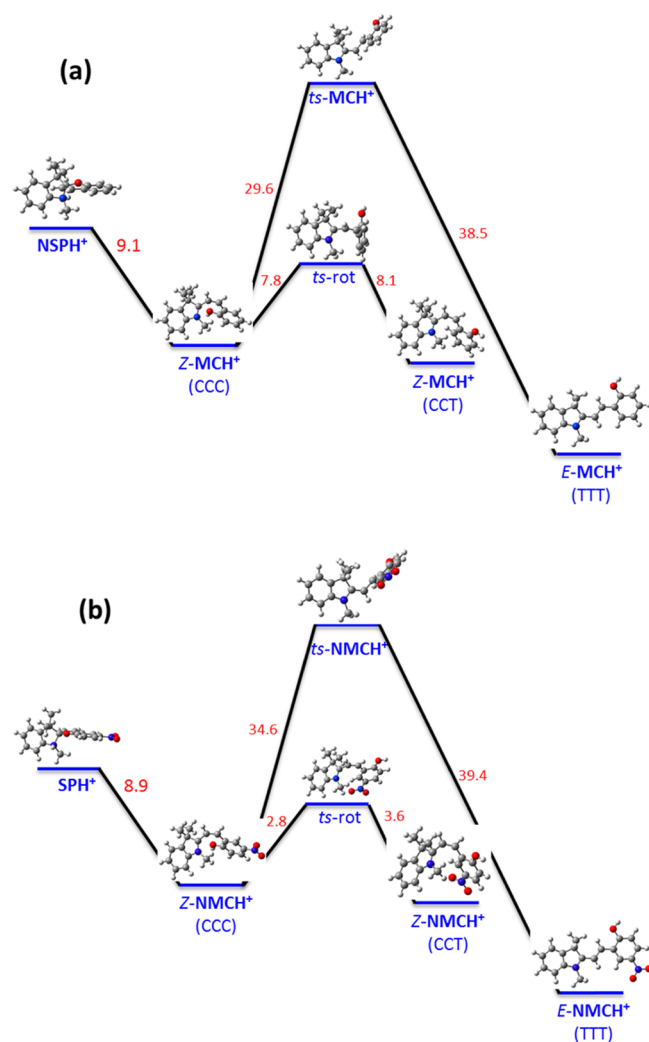 (a)
ts-MCH+
NSPH+
9.1
29.6
38.5
ts-rot
7.8
8.1
Z-MCH+
(CCC)
Z-MCH+
(CCT)
E-MCH+
(TTT)
(b)
ts-NMCH+
SPH+
8.9
34.6
39.4
ts-rot
2.8
3.6
Z-NMCH+
(CCC)
Z-NMCH+
(CCT)
E-NMCH+
(TTT)